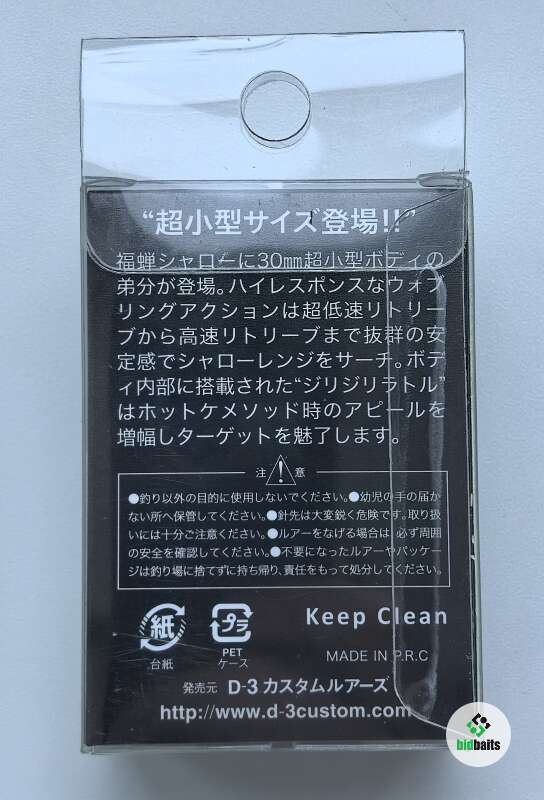 “超小型サイズ登場!!”
福蝉シャローに30㎜超小型ボディの
弟分が登場。ハイレスポンスなウォブ
リングアクションは超低速リトリー
ブから高速リトリーブまで抜群の安
定感でシャローレンジをサーチ。ボデ
ィ内部に搭載された“ジリジリラトル”
はホットケメソッド時のアピールを
増幅しターゲットを魅了します。
注 意
●釣り以外の目的に使用しないでください。●幼児の手の届か
ない所へ保管してください。●針先は大変鋭く危険です。取り扱
いには十分ご注意ください。●ルアーをなげる場合は、必ず周囲
の安全を確認してください。●不要になったルアーやパッケー
ジは釣り場に捨てずに持ち帰り、責任をもって処分してください。
紙
台紙
プラ
PET
ケース
Keep Clean
MADE IN P.R.C
発売元 D-3 カスタムルアーズ
http://www.d-3custom.com
bidbaits